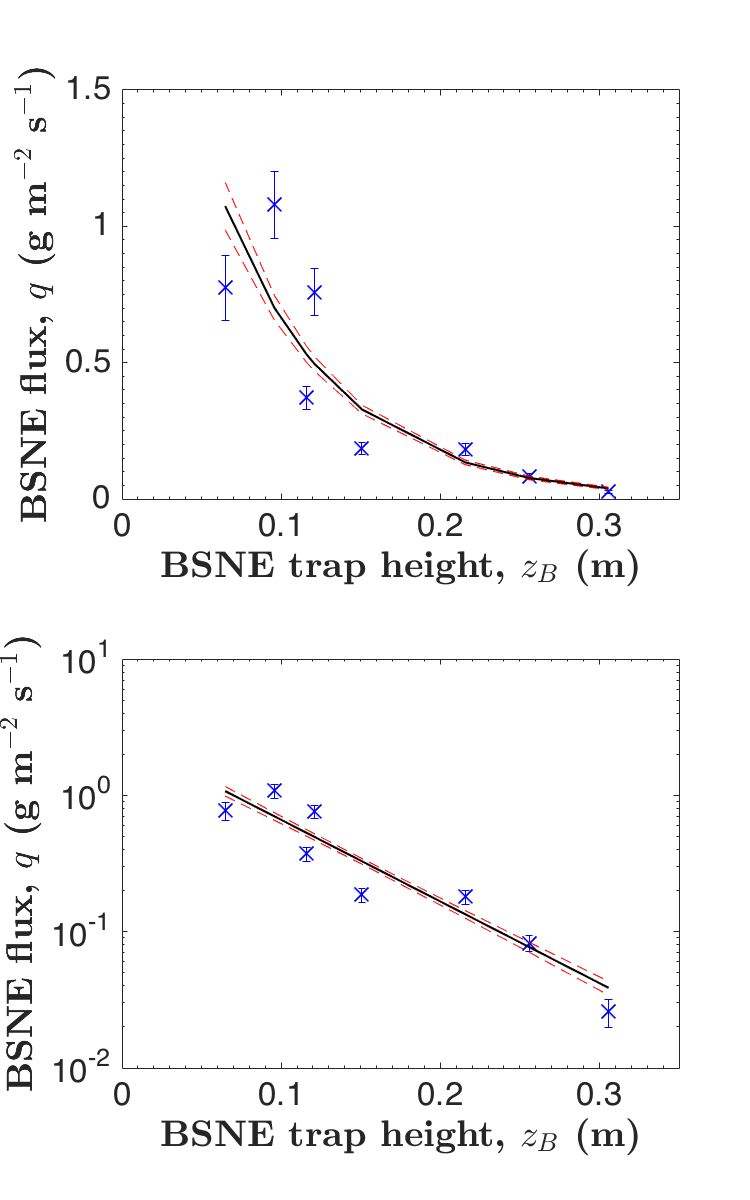 BSNE flux, q (g m⁻² s⁻¹)
1.5
1
0.5
0
0 0.1 0.2 0.3
BSNE trap height, z_B (m)
BSNE flux, q (g m⁻² s⁻¹)
10¹
10⁰
10⁻¹
10⁻²
0 0.1 0.2 0.3
BSNE trap height, z_B (m)